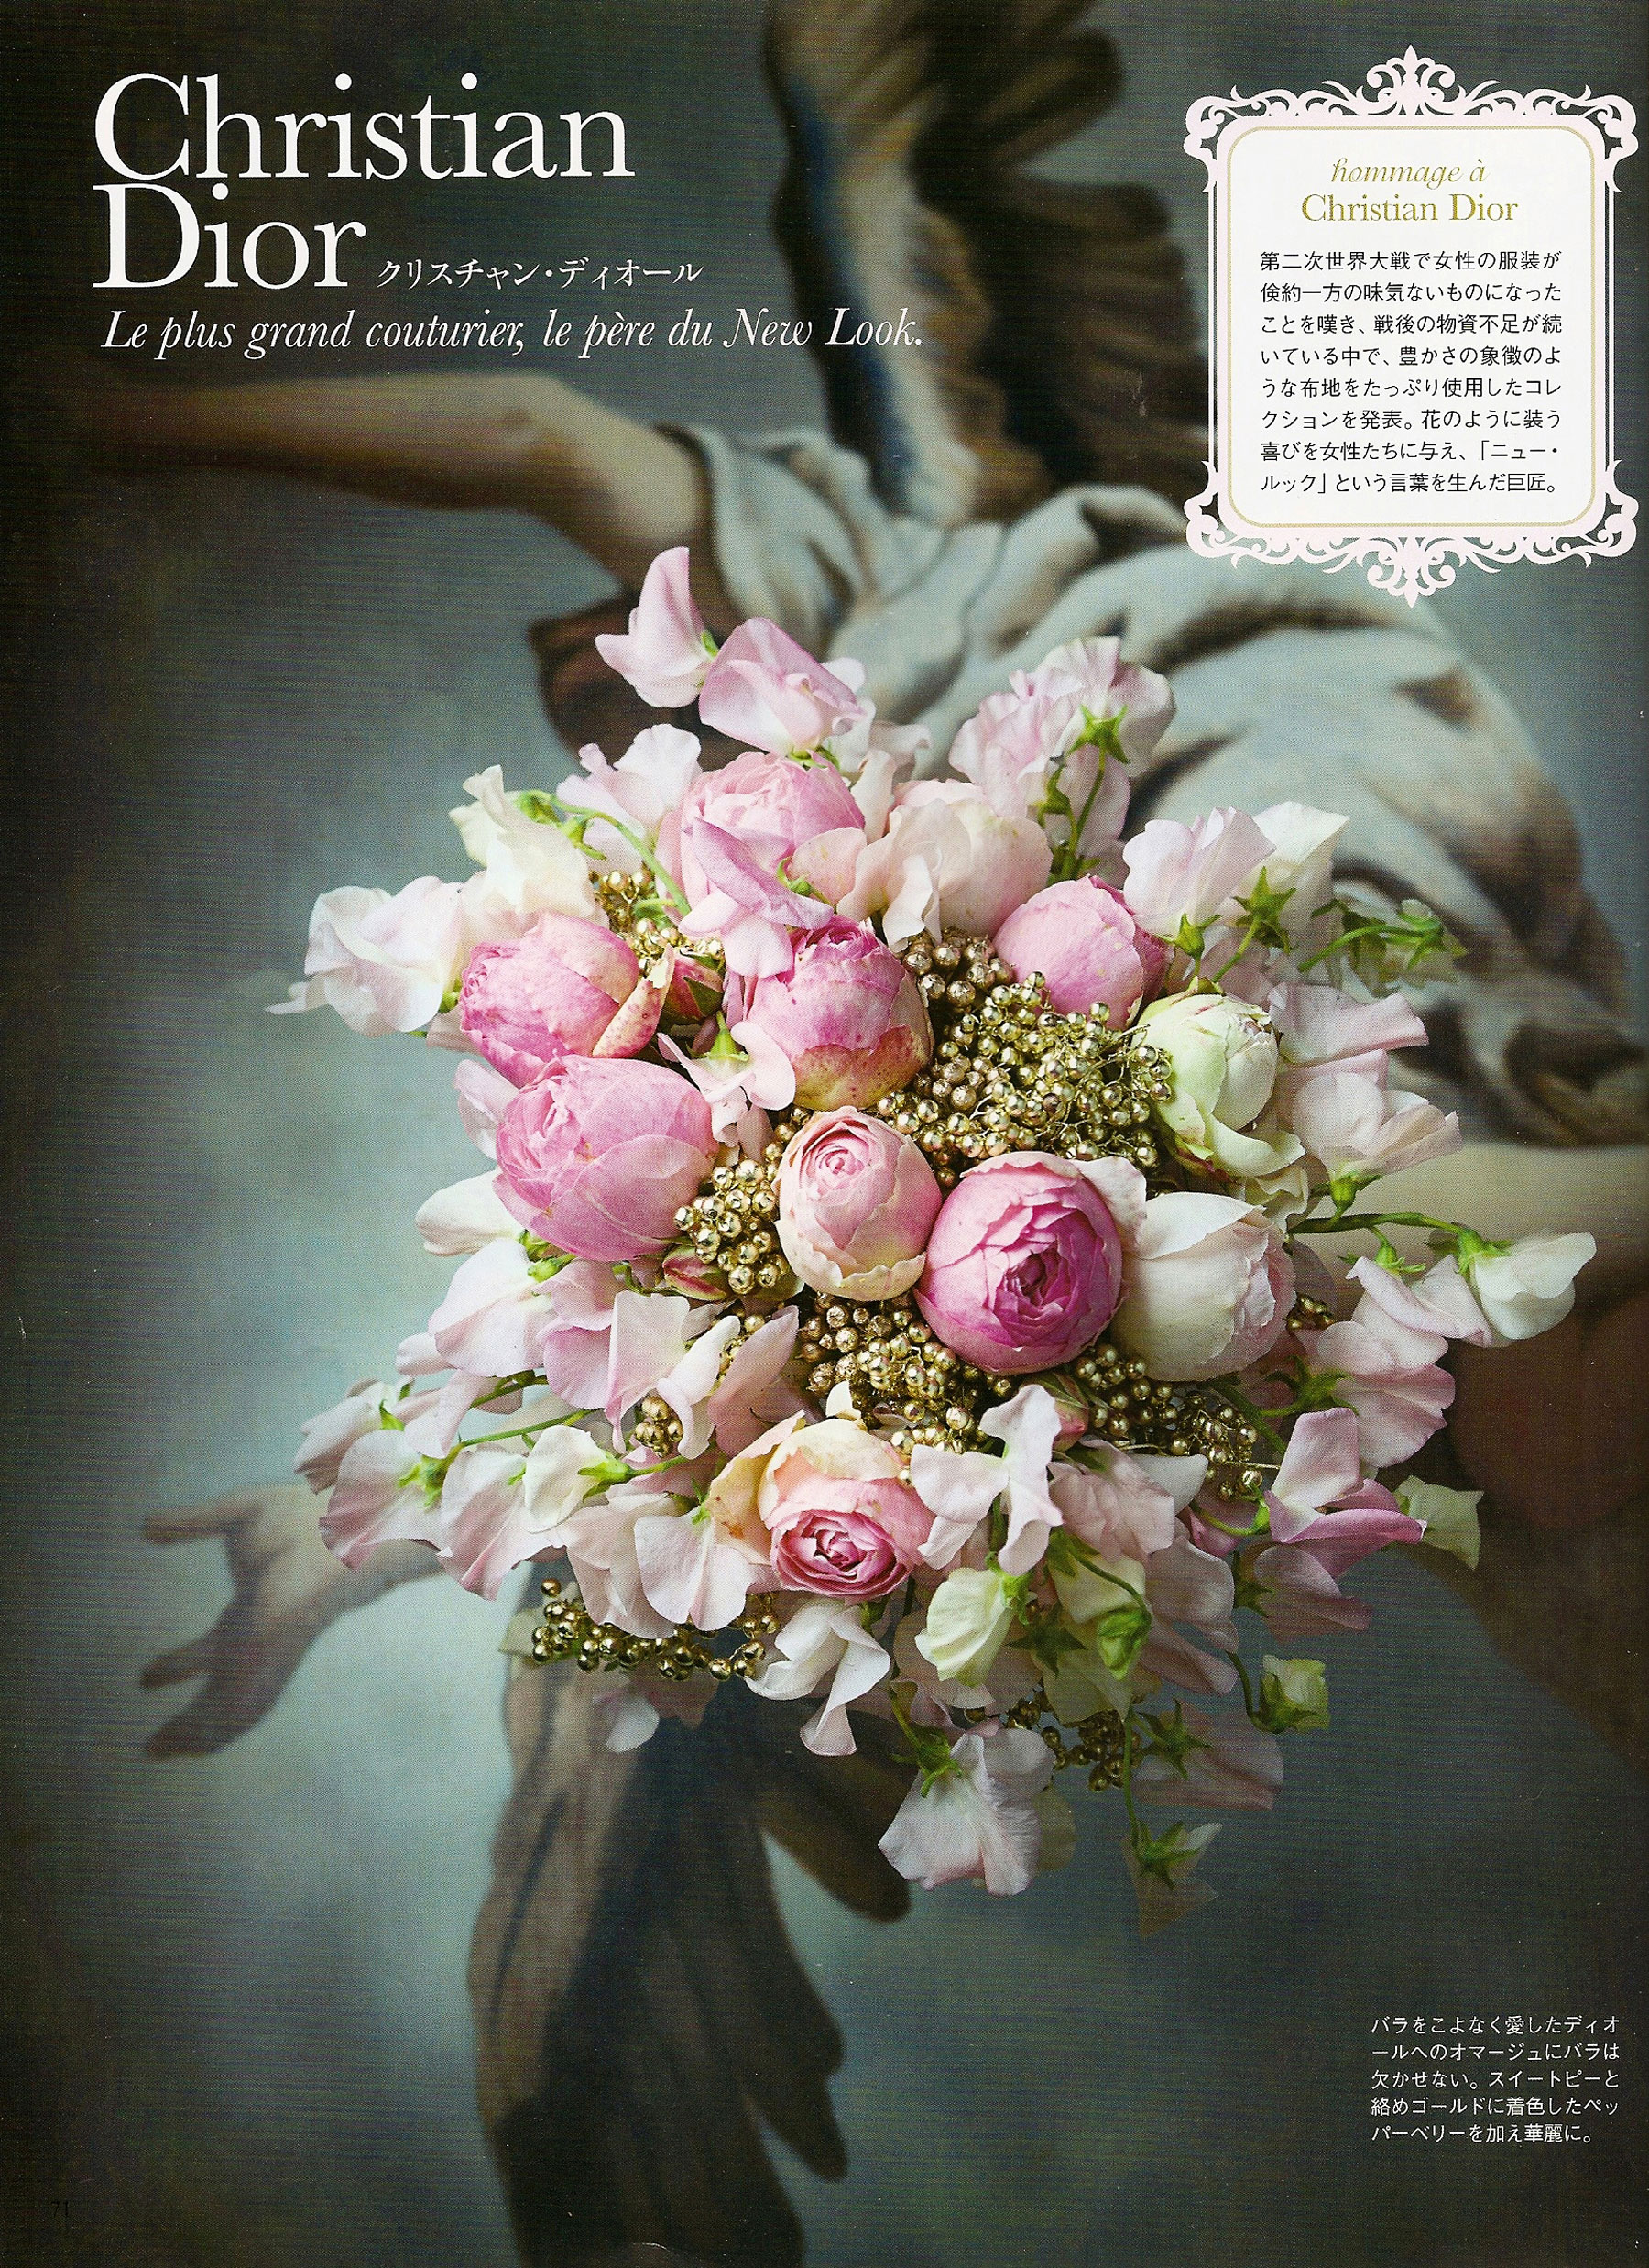 Christian
Dior クリスチャン・ディオール
Le plus grand couturier, le père du New Look.
hommage à
Christian Dior
第二次世界大戦で女性の服装が
倹約一方の味気ないものになった
ことを嘆き、戦後の物資不足が続
いている中で、豊かさの象徴のよ
うな布地をたっぷり使用したコレ
クションを発表。花のように装う
喜びを女性たちに与え、「ニュー・
ルック」という言葉を生んだ巨匠。
バラをこよなく愛したディオ
ールへのオマージュにバラは
欠かせない。スイートピーと
絡めゴールドに着色したペッ
パーベリーを加え華麗に。
71